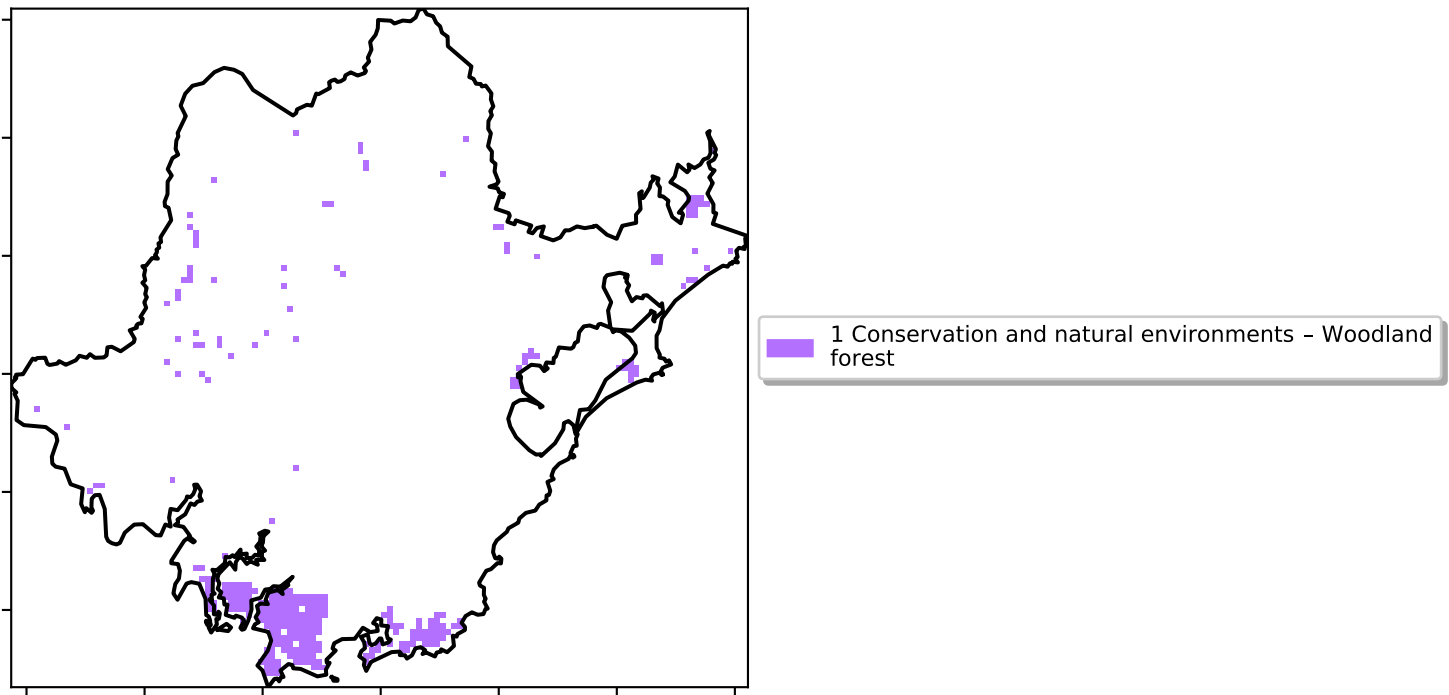 1 Conservation and natural environments – Woodland
forest